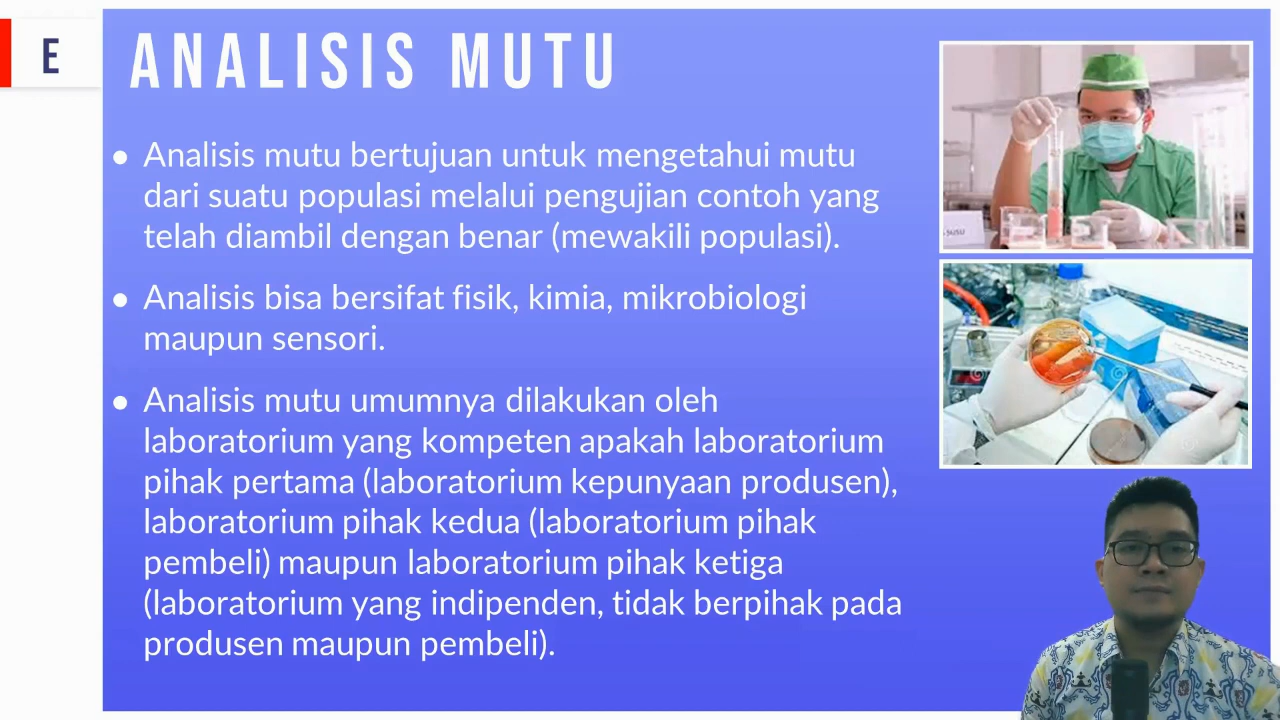 E
ANALISIS MUTU
• Analisis mutu bertujuan untuk mengetahui mutu
dari suatu populasi melalui pengujian contoh yang
telah diambil dengan benar (mewakili populasi).
• Analisis bisa bersifat fisik, kimia, mikrobiologi
maupun sensori.
• Analisis mutu umumnya dilakukan oleh
laboratorium yang kompeten apakah laboratorium
pihak pertama (laboratorium kepunyaan produsen),
laboratorium pihak kedua (laboratorium pihak
pembeli) maupun laboratorium pihak ketiga
(laboratorium yang indipenden, tidak berpihak pada
produsen maupun pembeli).